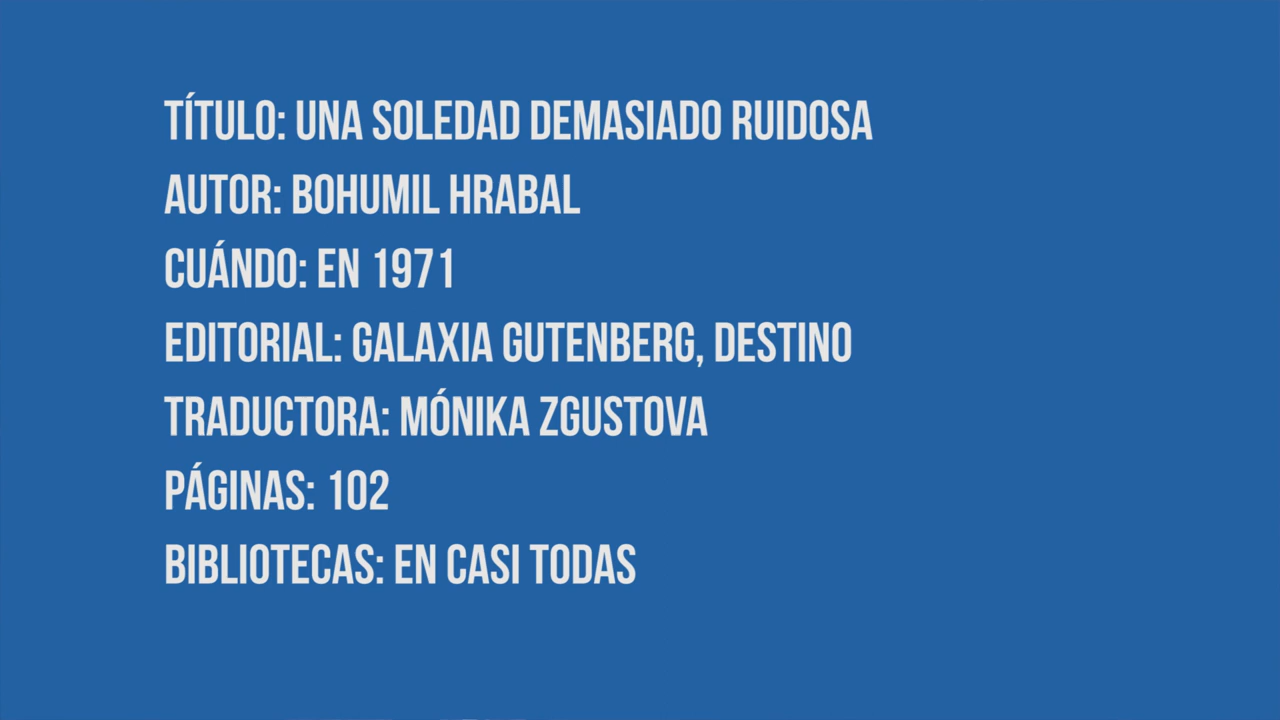 TÍTULO: UNA SOLEDAD DEMASIADO RUIDOSA
AUTOR: BOHUMIL HRABAL
CUÁNDO: EN 1971
EDITORIAL: GALAXIA GUTENBERG, DESTINO
TRADUCTORA: MÓNIKA ZGUSTOVA
PÁGINAS: 102
BIBLIOTECAS: EN CASI TODAS